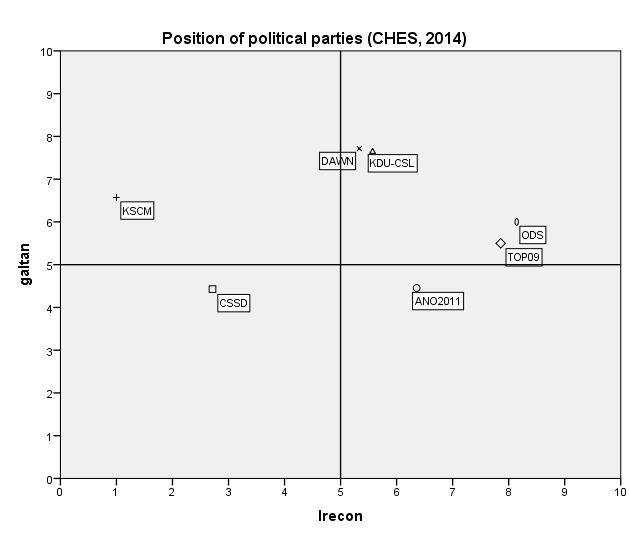 Position of political parties (CHES, 2014)
10
9
8
7
6
5
4
3
2
1
0
galtan
DAWN
KDU-CSL
KSCM
ODS
TOP09
CSSD
ANO2011
0 1 2 3 4 5 6 7 8 9 10
lrecon